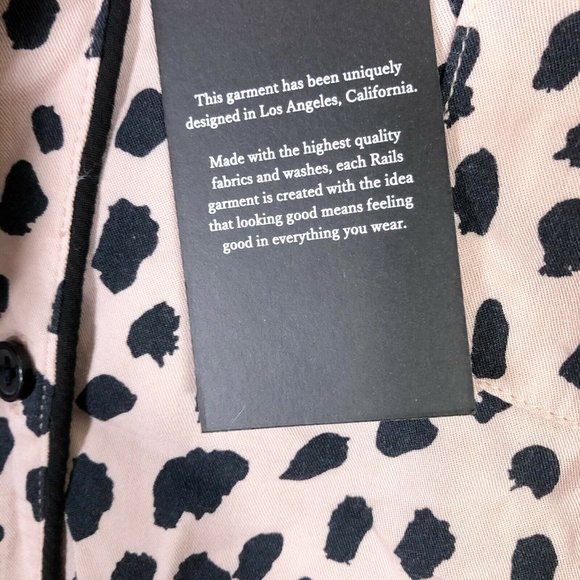 This garment has been uniquely
designed in Los Angeles, California.
Made with the highest quality
fabrics and washes, each Rails
garment is created with the idea
that looking good means feeling
good in everything you wear.